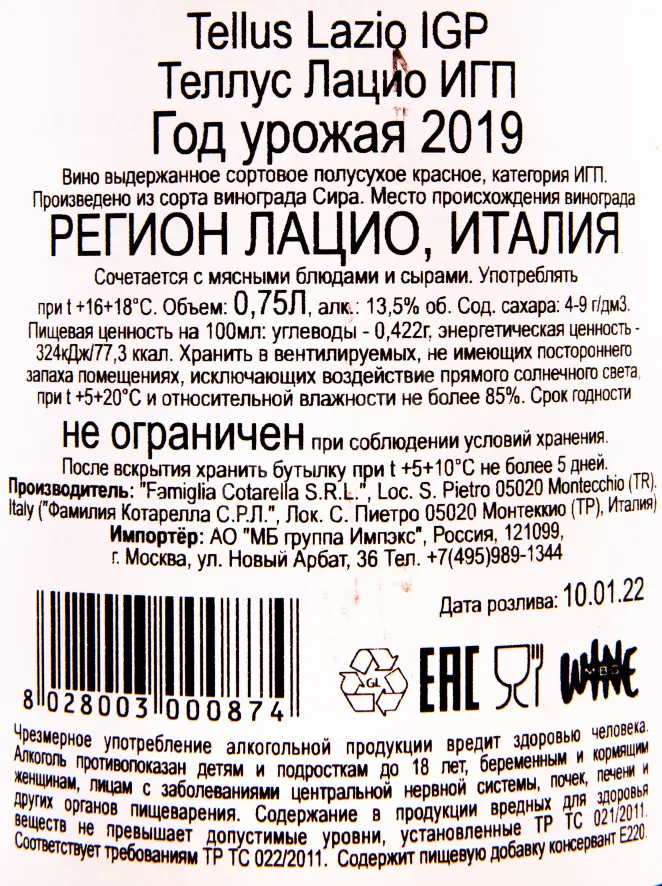 Tellus Lazio IGP
Теллус Лацио ИГП
Год урожая 2019
Вино выдержанное сортовое полусухое красное, категория ИГП.
Произведено из сорта винограда Сира. Место происхождения винограда
РЕГИОН ЛАЦИО, ИТАЛИЯ
Сочетается с мясными блюдами и сырами. Употреблять
при t +16+18°С. Объем: 0,75Л, алк.: 13,5% об. Сод. сахара: 4-9 г/дм3.
Пищевая ценность на 100мл: углеводы - 0,422г, энергетическая ценность -
324кДж/77,3 ккал. Хранить в вентилируемых, не имеющих постороннего
запаха помещениях, исключающих воздействие прямого солнечного света,
при t +5+20°С и относительной влажности не более 85%. Срок годности
не ограничен при соблюдении условий хранения.
После вскрытия хранить бутылку при t +5+10°С не более 5 дней.
Производитель: "Famiglia Cotarella S.R.L.", Loc. S. Pietro 05020 Montecchio (TR),
Italy ("Фамилия Котарелла С.Р.Л.", Лок. С. Пиетро 05020 Монтеккио (ТР), Италия)
Импортёр: АО "МБ группа Импэкс", Россия, 121099,
г. Москва, ул. Новый Арбат, 36 Тел. +7(495)989-1344
Дата розлива: 10.01.22
GL
EAC
WINE
MBG
8 028003 000874
Чрезмерное употребление алкогольной продукции вредит здоровью человека.
Алкоголь противопоказан детям и подросткам до 18 лет, беременным и кормящим
женщинам, лицам с заболеваниями центральной нервной системы, почек, печени и
других органов пищеварения. Содержание в продукции вредных для здоровья
веществ не превышает допустимые уровни, установленные ТР ТС 021/2011.
Соответствует требованиям ТР ТС 022/2011. Содержит пищевую добавку консервант Е220.